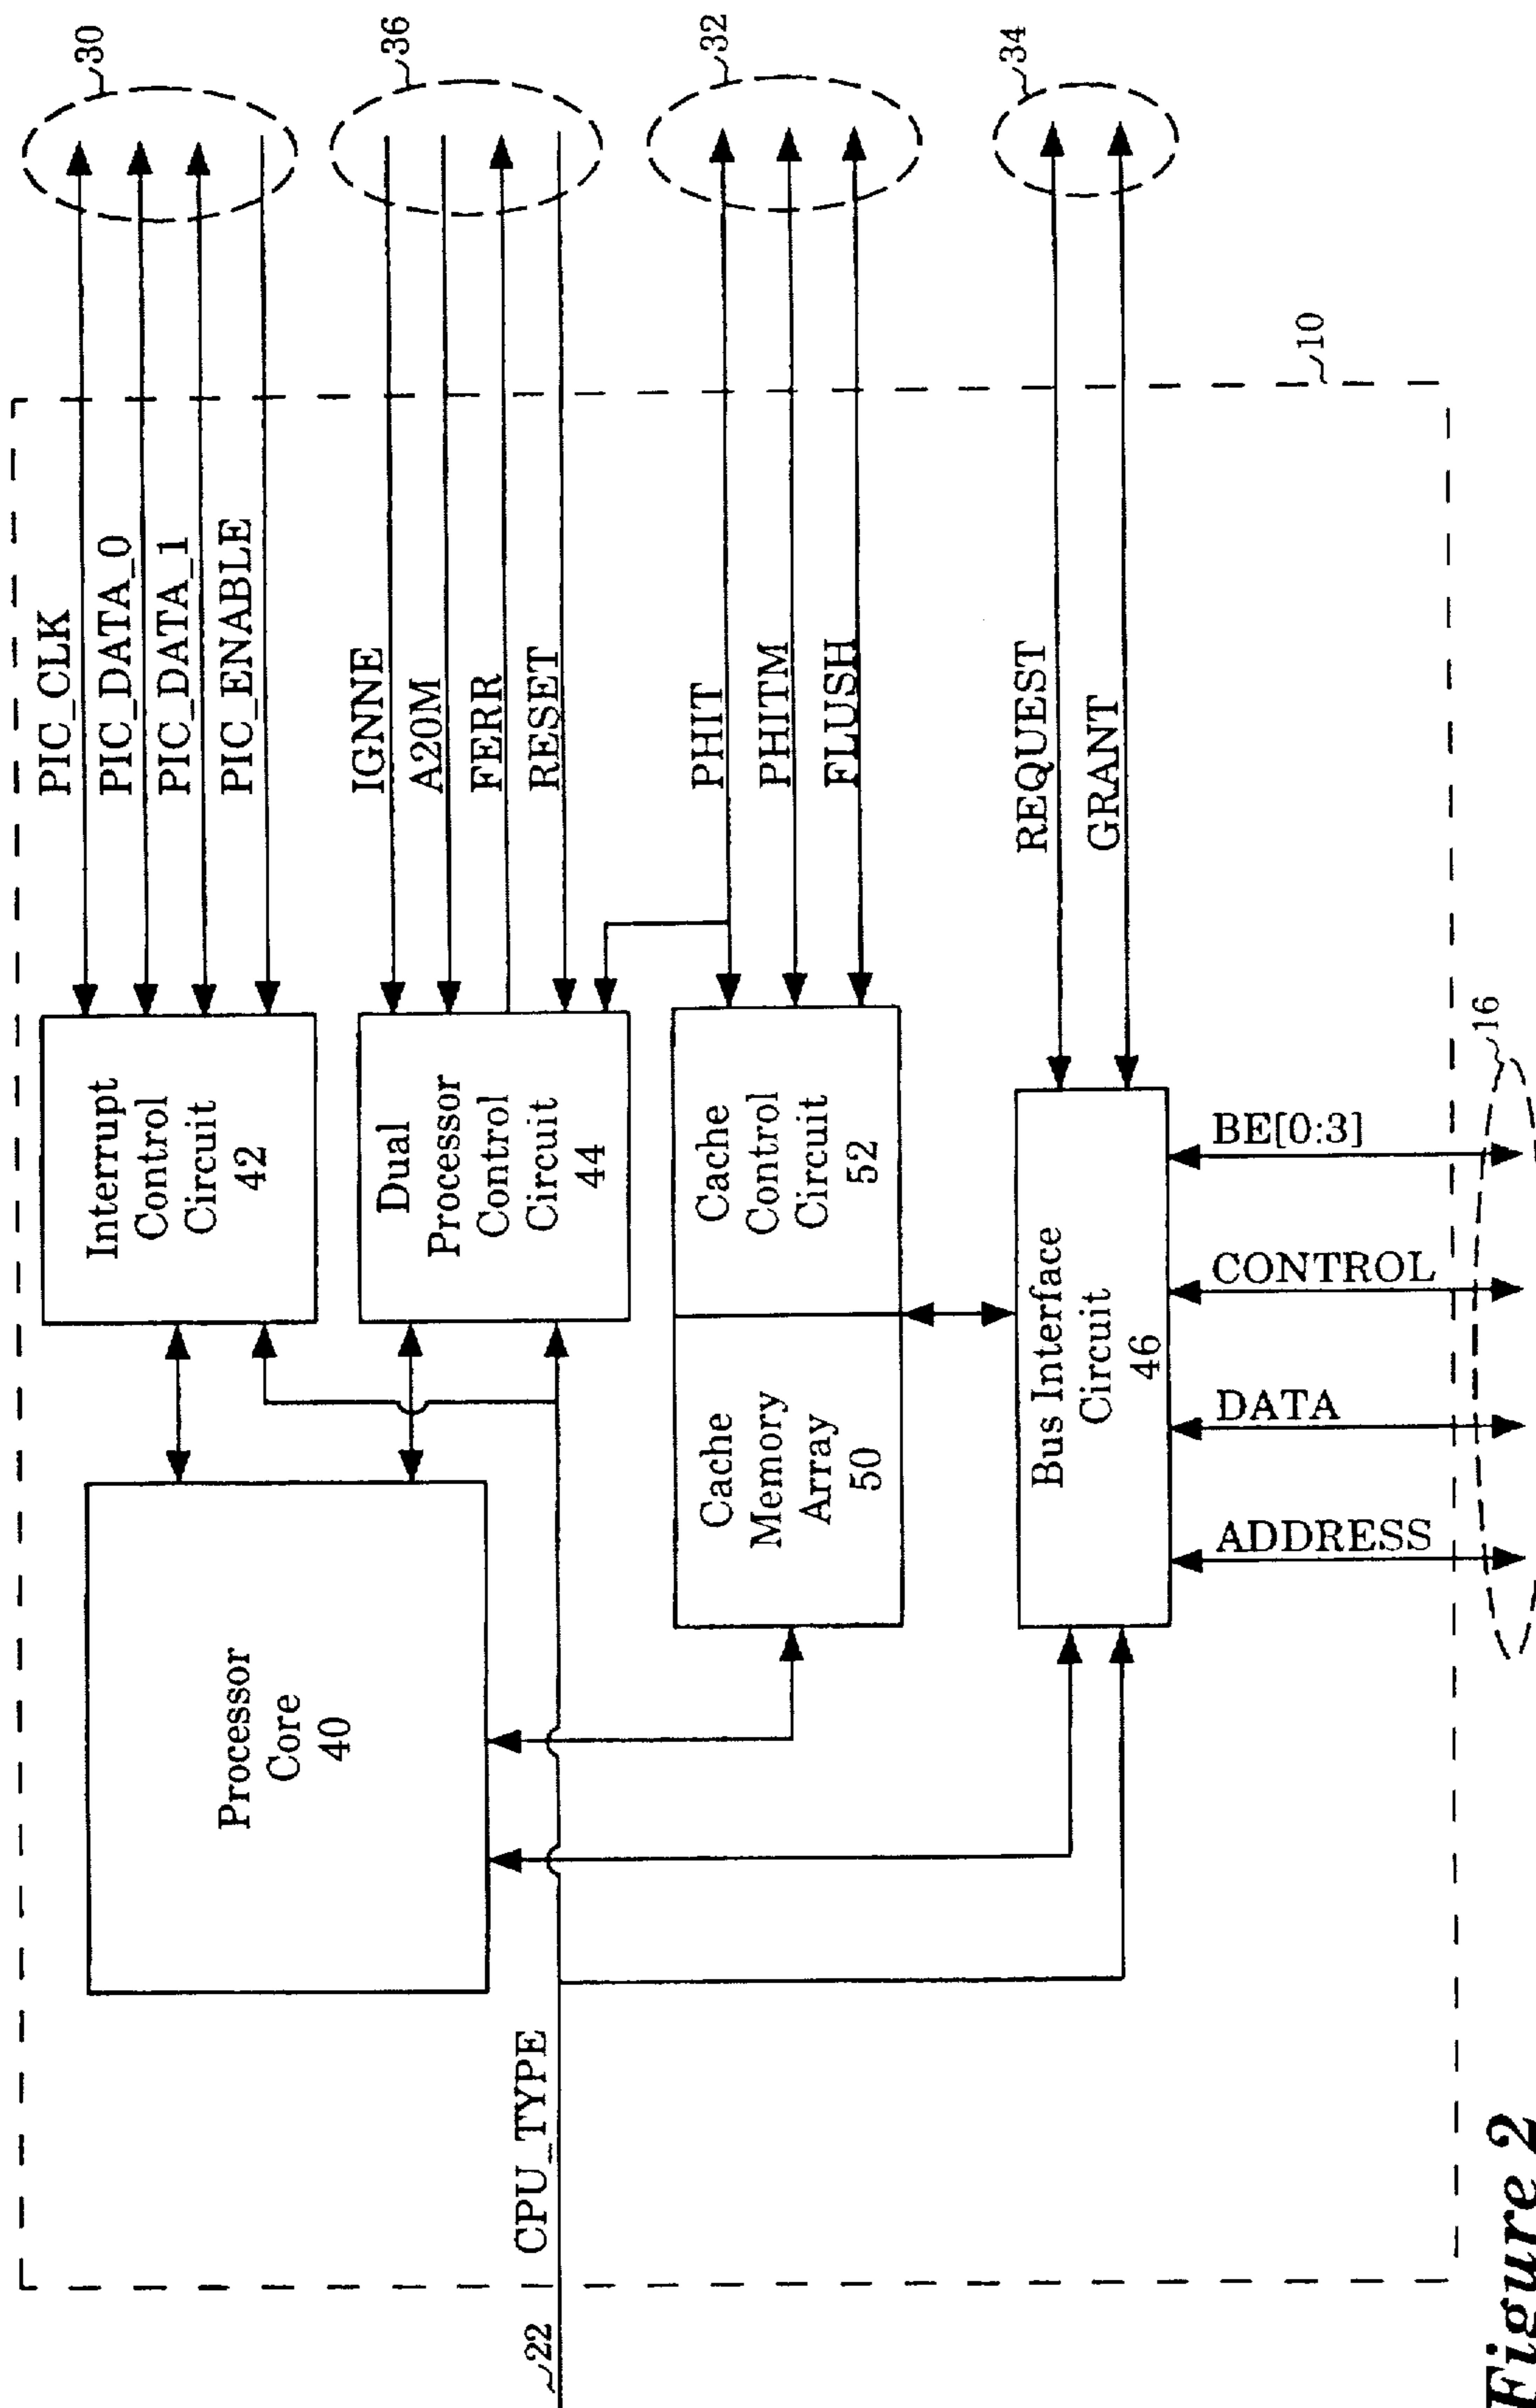 30
PIC_CLK
PIC_DATA_0
PIC_DATA_1
PIC_ENABLE
Interrupt
Control
Circuit
42
36
IGNNE
A20M
FERR
RESET
Dual
Processor
Control
Circuit
44
32
PHIT
PHITM
FLUSH
Cache
Control
Circuit
52
Cache
Memory
Array
50
34
REQUEST
GRANT
Bus Interface
Circuit
46
Processor
Core
40
CPU_TYPE
22
10
ADDRESS
DATA
CONTROL
BE[0:3]
16
Figure 2